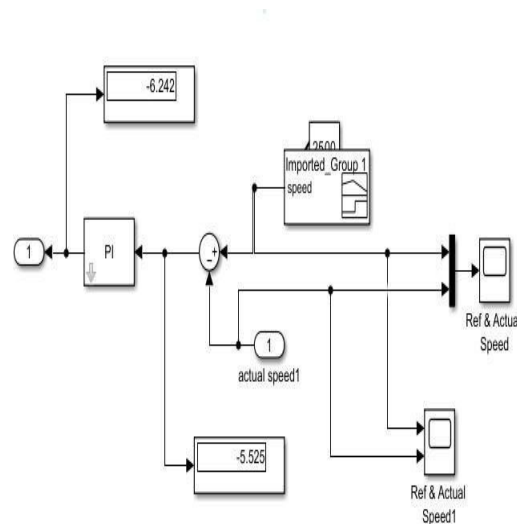 -6.242
2500
Imported_Group 1
speed
1
PI
- +
Ref & Actual
Speed
1
actual speed1
-5.525
Ref & Actual
Speed1